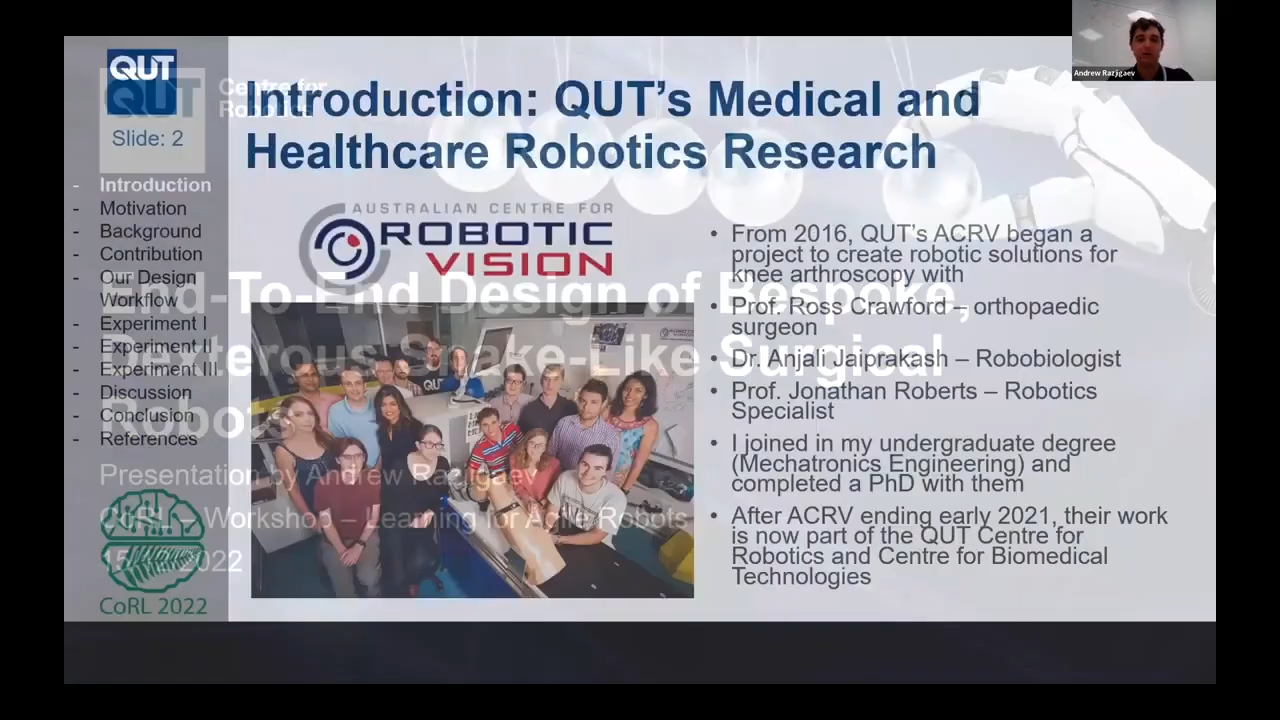 Andrew Razjigaev
QUT
QUT
Centre for
Robotics
Slide: 2
Introduction: QUT's Medical and
Healthcare Robotics Research
- Introduction
- Motivation
- Background
- Contribution
- Our Design
Workflow
- Experiment I
- Experiment II
- Experiment III
- Discussion
- Conclusion
- References
CoRL 2022
AUSTRALIAN CENTRE FOR
ROBOTIC
VISION
• From 2016, QUT's ACRV began a
project to create robotic solutions for
knee arthroscopy with
• Prof. Ross Crawford – orthopaedic
surgeon
• Dr. Anjali Jaiprakash – Robobiologist
• Prof. Jonathan Roberts – Robotics
Specialist
• I joined in my undergraduate degree
(Mechatronics Engineering) and
completed a PhD with them
• After ACRV ending early 2021, their work
is now part of the QUT Centre for
Robotics and Centre for Biomedical
Technologies
End-To-End Design of Bespoke,
Dexterous Snake-Like Surgical
Robots
Presentation by Andrew Razjigaev
CoRL – Workshop – Learning for Agile Robots
2022